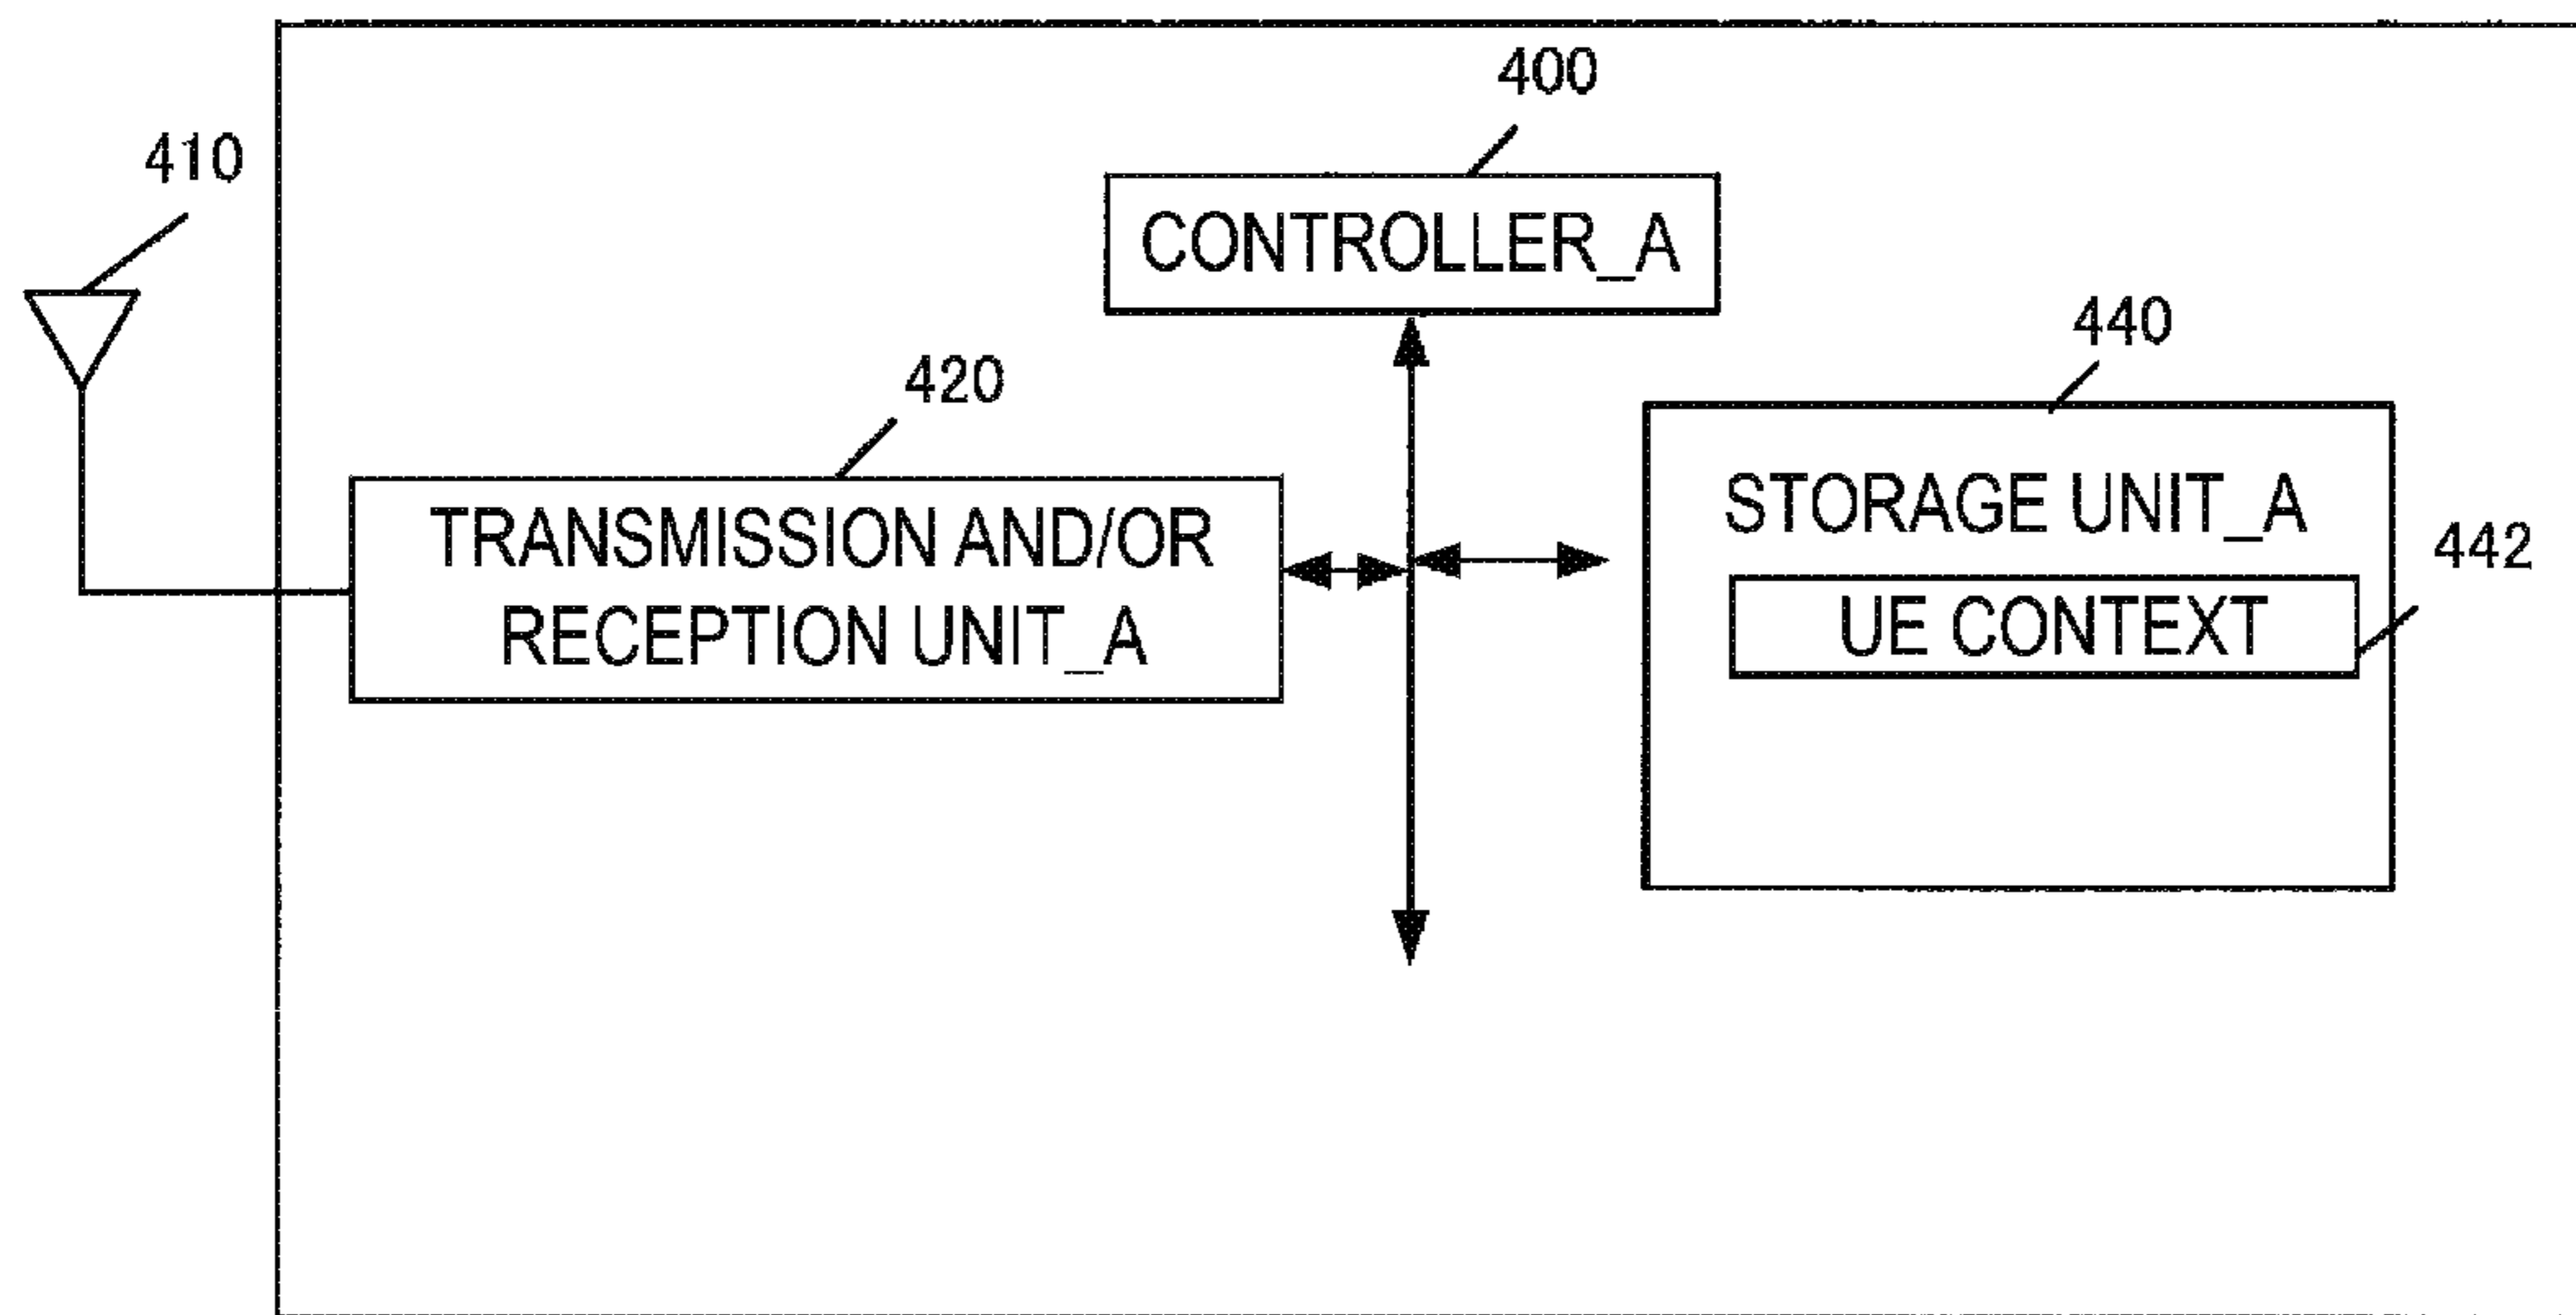 400
410
CONTROLLER_A
440
420
STORAGE UNIT_A
TRANSMISSION AND/OR
RECEPTION UNIT_A
442
UE CONTEXT